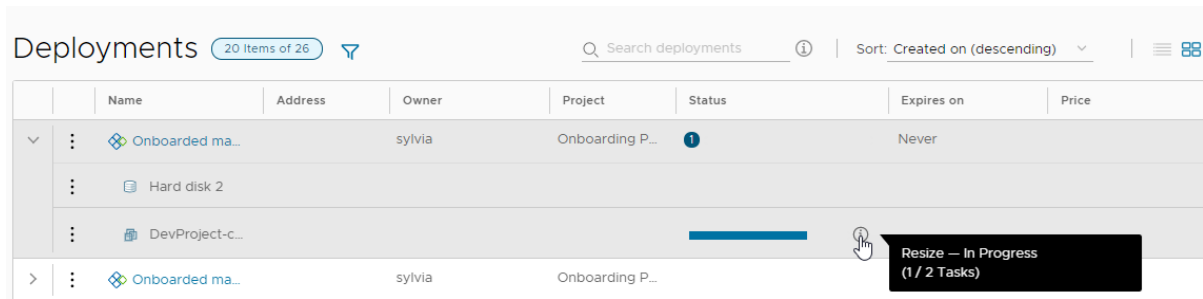 Deployments 20 Items of 26 Search deployments Sort: Created on (descending)
Name Address Owner Project Status Expires on Price
Onboarded ma... sylvia Onboarding P... 1 Never
Hard disk 2
DevProject-c...
Resize — In Progress
(1 / 2 Tasks)
Onboarded ma... sylvia Onboarding P...